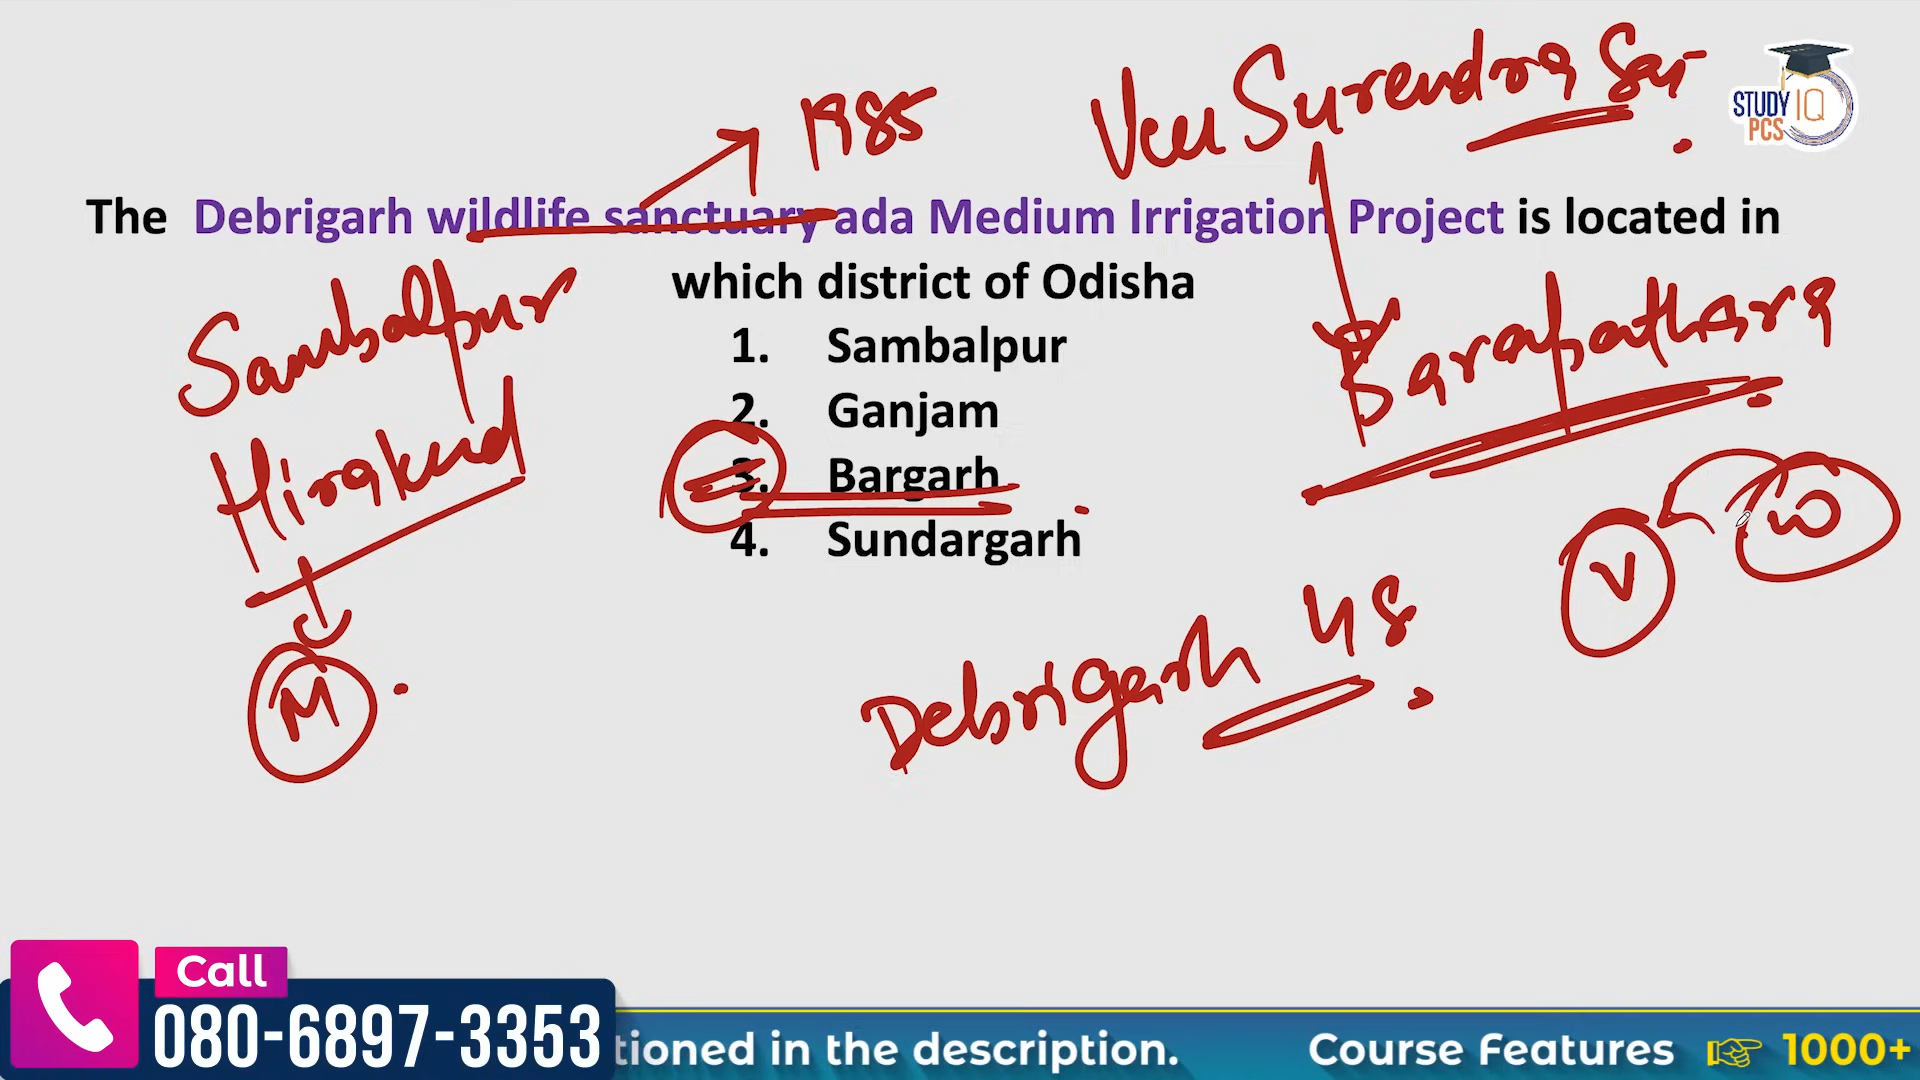 1985
Veer Surendra Sai
STUDY IQ
PCS
The Debrigarh wildlife sanctuary ada Medium Irrigation Project is located in
which district of Odisha
Sambalpur
Hirakud
M
1. Sambalpur
2. Ganjam
3. Bargarh
4. Sundargarh
Barapathara
V
W
Debrigarh WS
Call
080-6897-3353
tioned in the description.
Course Features 👉 1000+